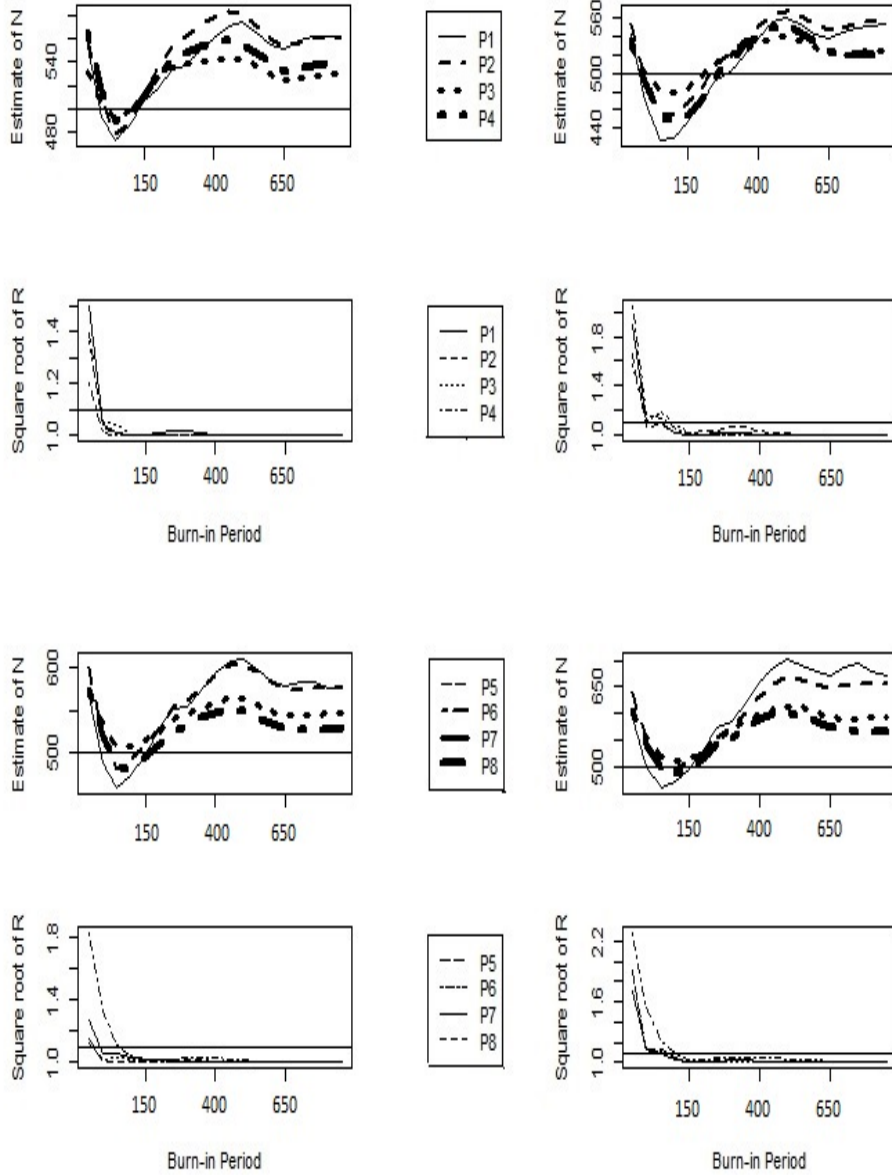 Estimate of N
540
480
150
400
650
P1
P2
P3
P4
Estimate of N
560
500
440
150
400
650
Square root of R
1.4
1.2
1.0
150
400
650
Burn-in Period
P1
P2
P3
P4
Square root of R
1.8
1.4
1.0
150
400
650
Burn-in Period
Estimate of N
600
500
150
400
650
P5
P6
P7
P8
Estimate of N
650
500
150
400
650
Square root of R
1.8
1.4
1.0
150
400
650
Burn-in Period
P5
P6
P7
P8
Square root of R
2.2
1.6
1.0
150
400
650
Burn-in Period